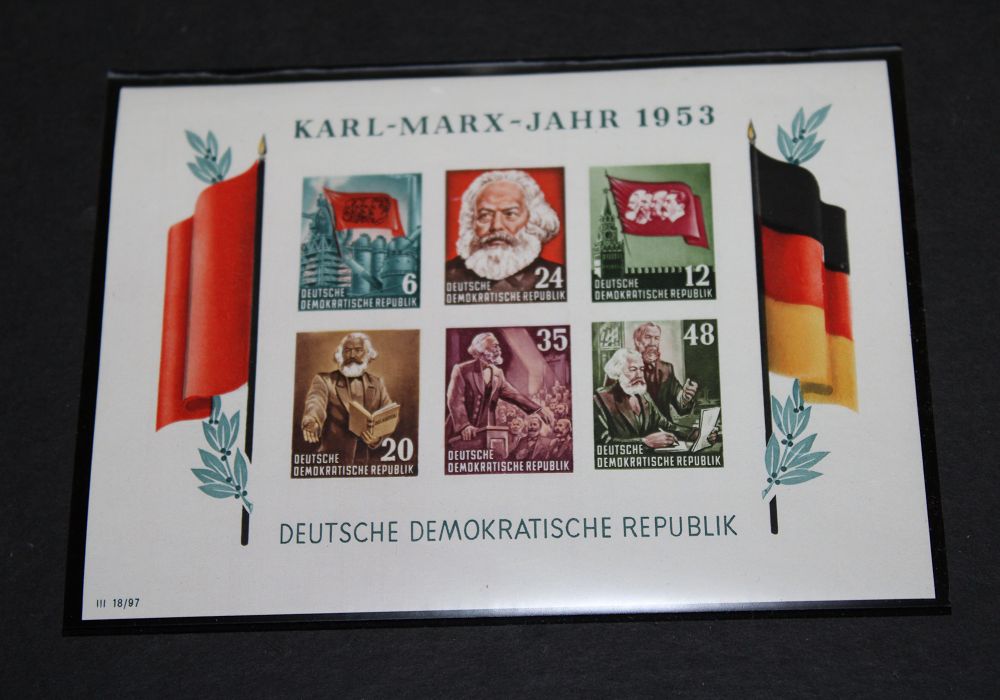 KARL-MARX-JAHR 1953
6
DEUTSCHE
DEMOKRATISCHE REPUBLIK
24
DEUTSCHE
DEMOKRATISCHE REPUBLIK
12
DEUTSCHE
DEMOKRATISCHE REPUBLIK
20
DEUTSCHE
DEMOKRATISCHE REPUBLIK
35
DEUTSCHE
DEMOKRATISCHE REPUBLIK
48
DEUTSCHE
DEMOKRATISCHE REPUBLIK
DEUTSCHE DEMOKRATISCHE REPUBLIK
III 18/97